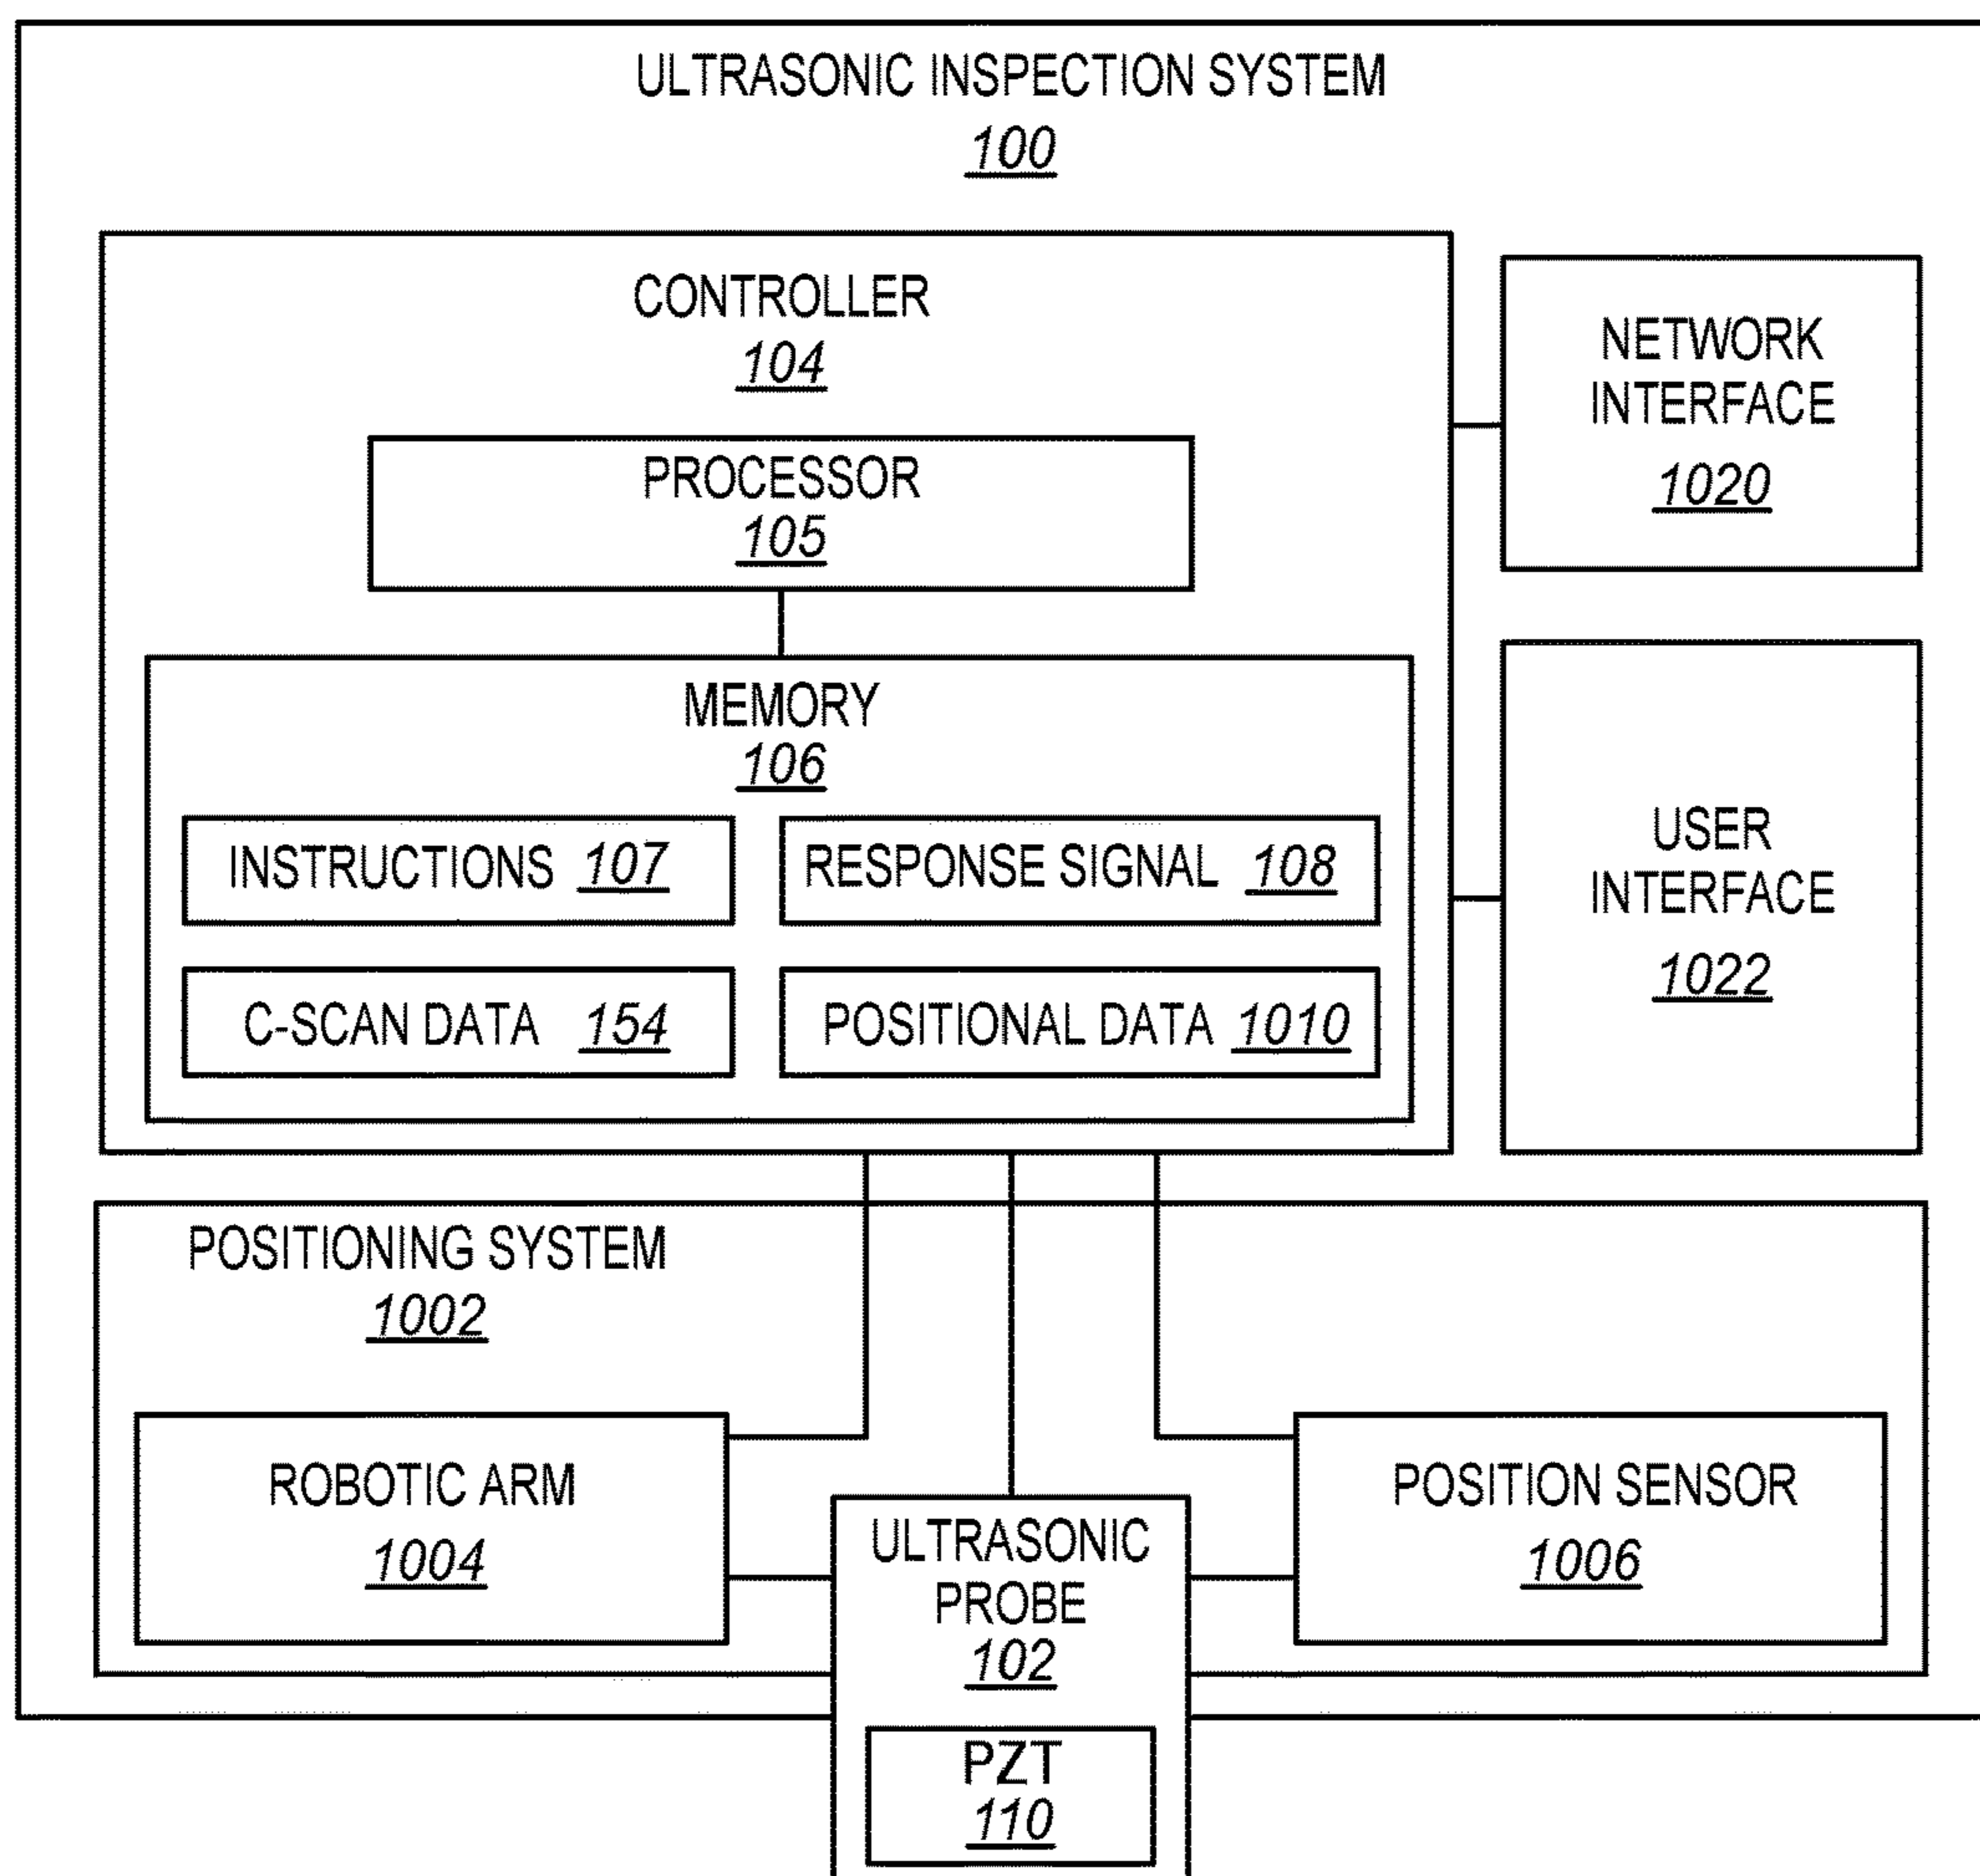 ULTRASONIC INSPECTION SYSTEM
100
CONTROLLER
104
PROCESSOR
105
MEMORY
106
INSTRUCTIONS 107
RESPONSE SIGNAL 108
C-SCAN DATA 154
POSITIONAL DATA 1010
NETWORK
INTERFACE
1020
USER
INTERFACE
1022
POSITIONING SYSTEM
1002
ROBOTIC ARM
1004
ULTRASONIC
PROBE
102
PZT
110
POSITION SENSOR
1006